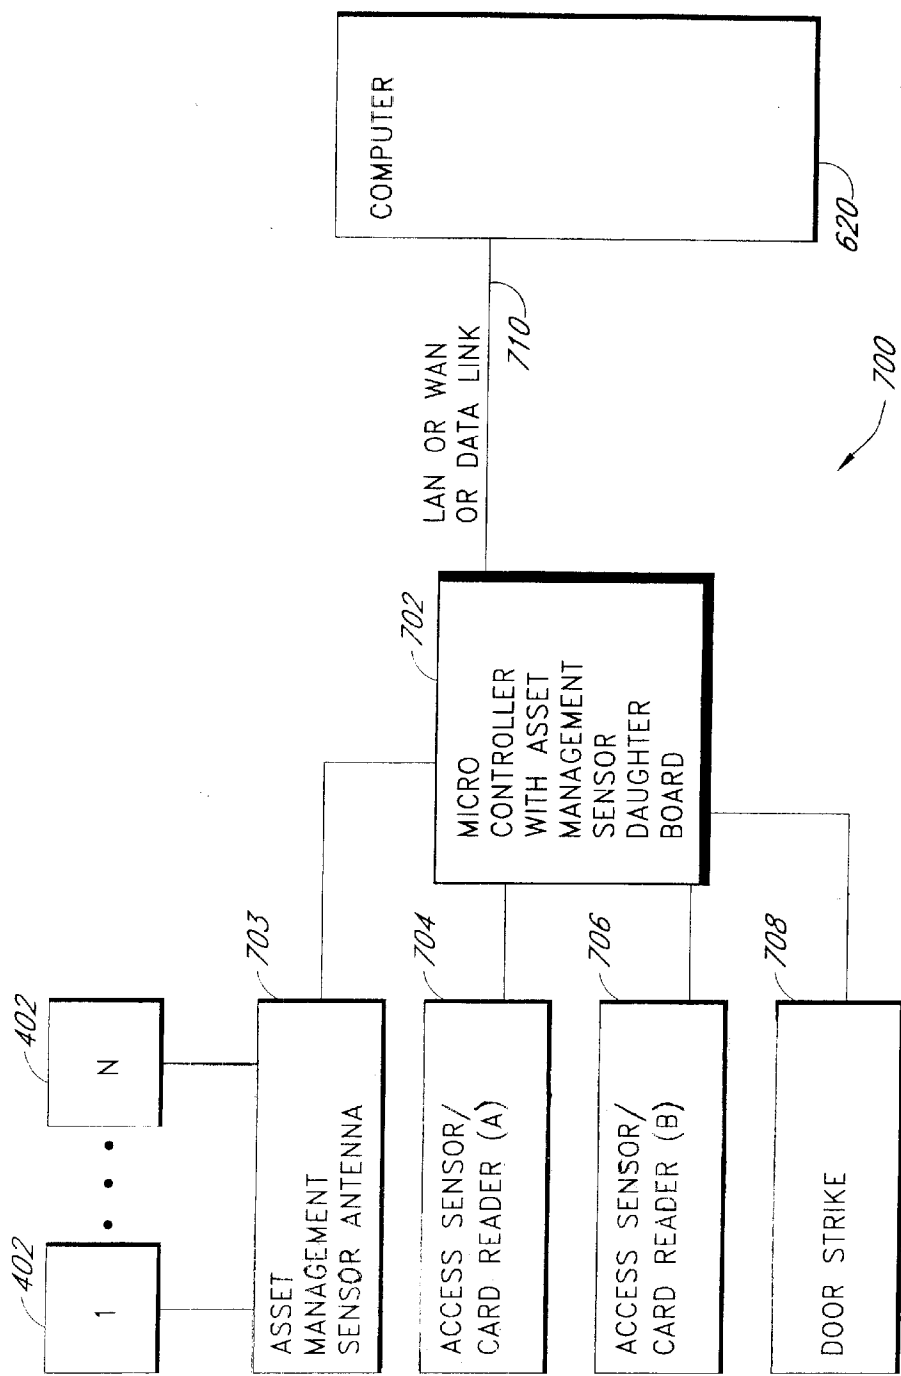 402
1
402
N
703
ASSET
MANAGEMENT
SENSOR ANTENNA
704
ACCESS SENSOR/
CARD READER (A)
706
ACCESS SENSOR/
CARD READER (B)
708
DOOR STRIKE
702
MICRO
CONTROLLER
WITH ASSET
MANAGEMENT
SENSOR
DAUGHTER
BOARD
LAN OR WAN
OR DATA LINK
710
COMPUTER
620
700